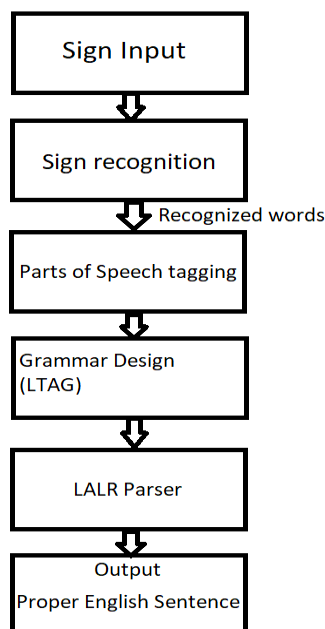 Sign Input
Sign recognition
Recognized words
Parts of Speech tagging
Grammar Design
(LTAG)
LALR Parser
Output
Proper English Sentence